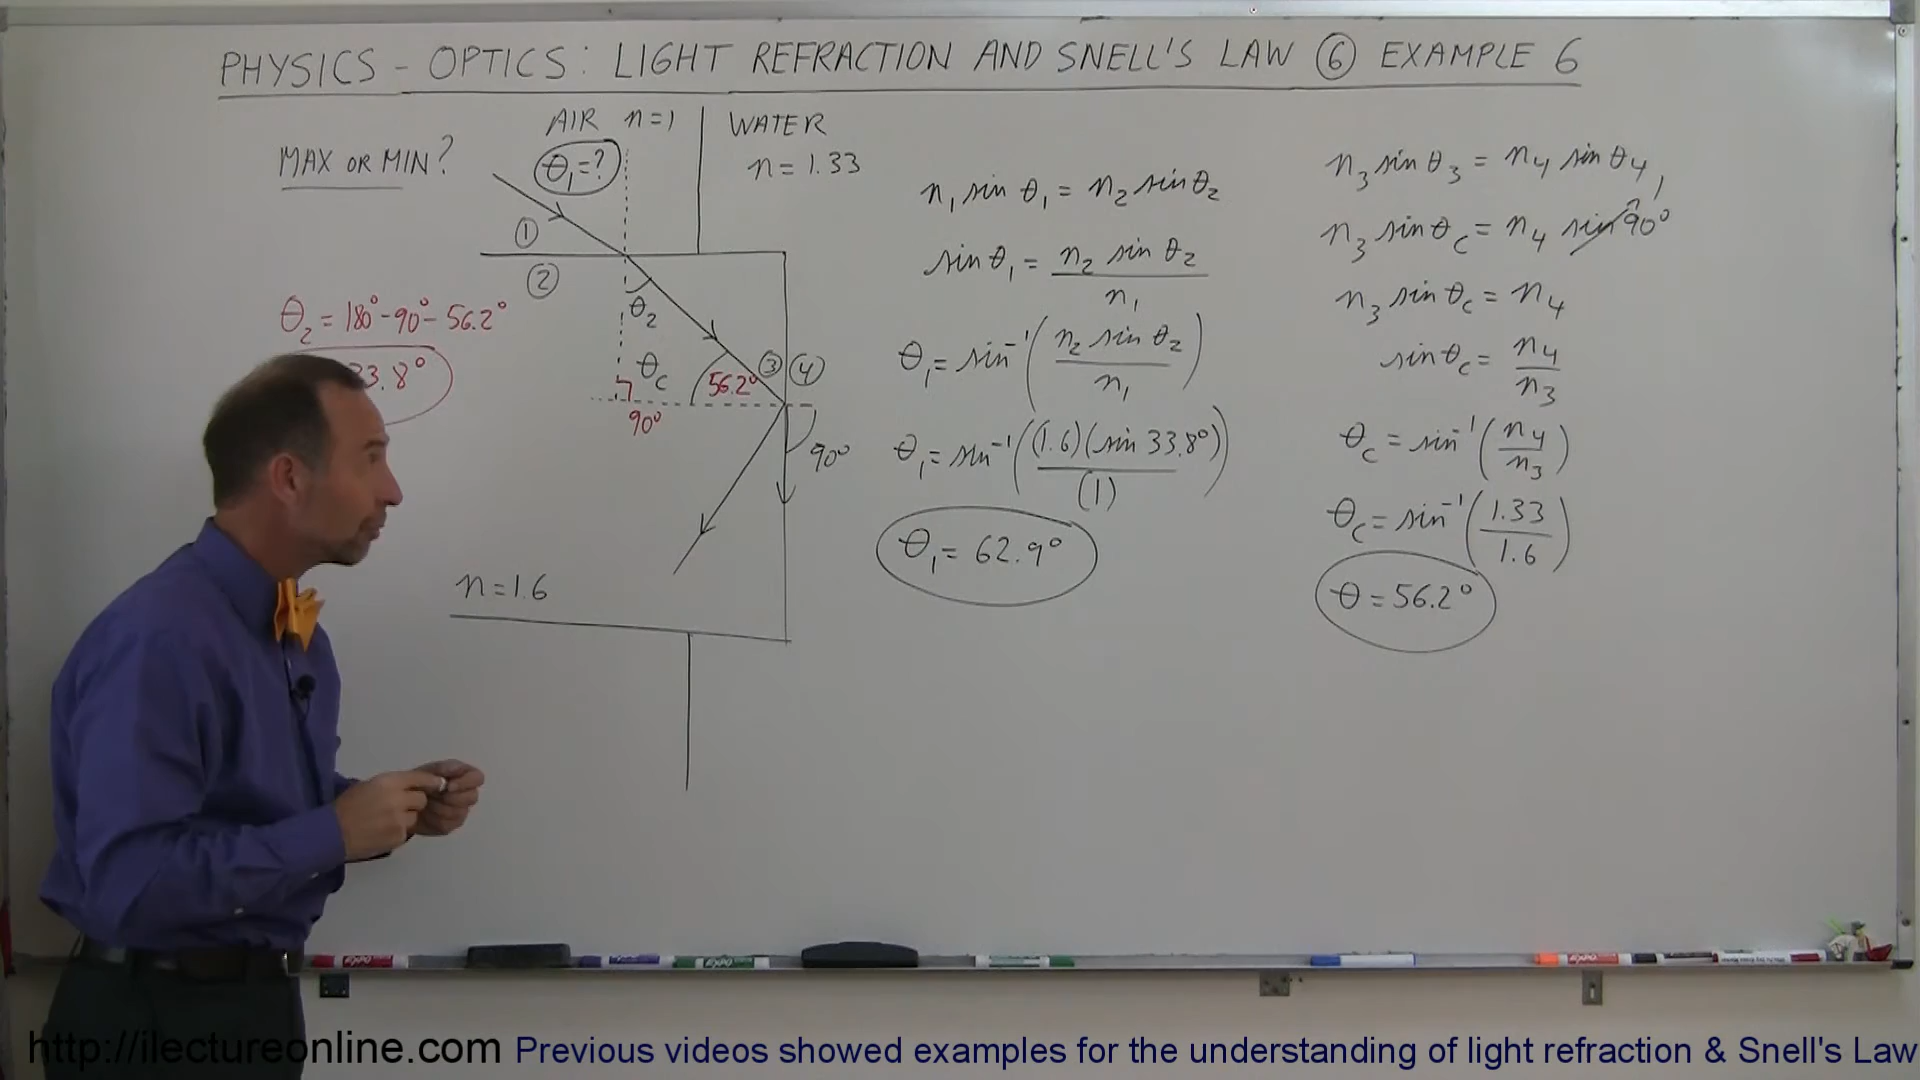 PHYSICS - OPTICS: LIGHT REFRACTION AND SNELL'S LAW ⑥ EXAMPLE 6
MAX OR MIN?
AIR n=1
θ₁=?
WATER
n=1.33
①
②
θ₂
θ₂ = 180° - 90° - 56.2°
33.8°
θc
56.2°
③
④
90°
90°
n=1.6
n₁ sin θ₁ = n₂ sin θ₂
sin θ₁ = n₂ sin θ₂ / n₁
θ₁ = sin⁻¹ (n₂ sin θ₂ / n₁)
θ₁ = sin⁻¹ ((1.6)(sin 33.8°) / (1))
θ₁ = 62.9°
n₃ sin θ₃ = n₄ sin θ₄
n₃ sin θc = n₄ sin 90° 1
n₃ sin θc = n₄
sin θc = n₄ / n₃
θc = sin⁻¹ (n₄ / n₃)
θc = sin⁻¹ (1.33 / 1.6)
θ = 56.2°
EXPO
EXPO
EXPO
http://ilectureonline.com Previous videos showed examples for the understanding of light refraction & Snell's Law